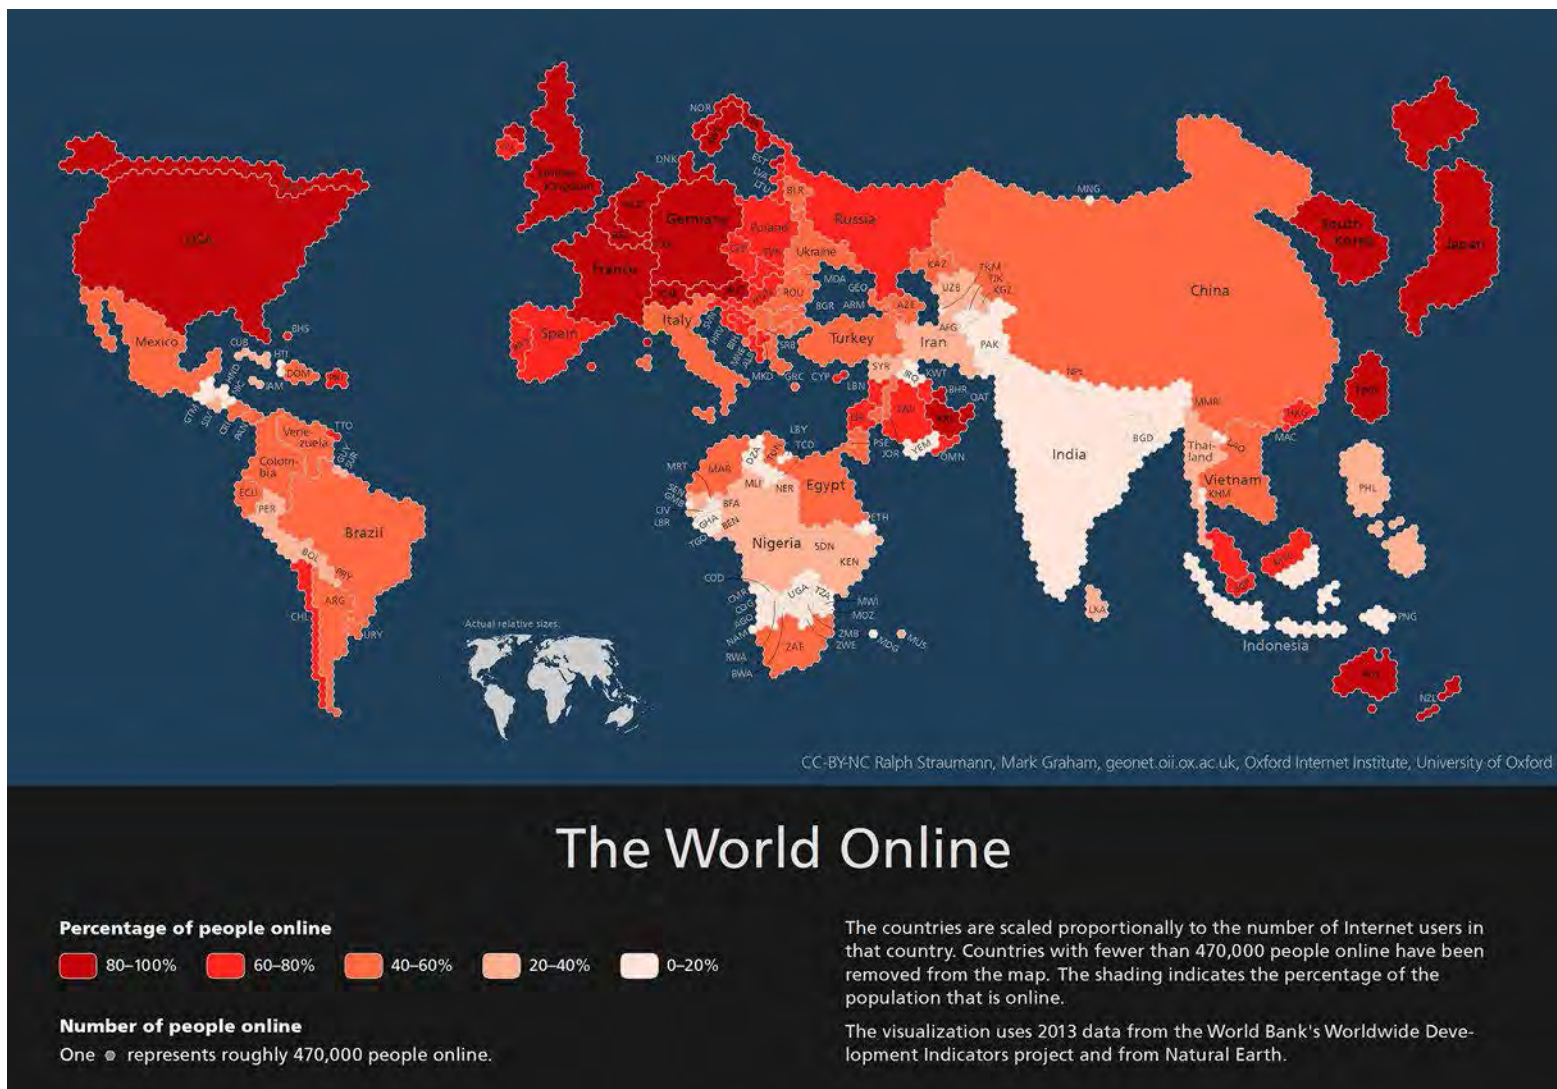 NOR
DNK
EST
LVA
LTU
BLR
MNG
United
Kingdom
Germany
Poland
Russia
USA
South
Korea
Japan
France
Ukraine
KAZ
TKM
TJK
KGZ
UZB
MDA
GEO
ROU
BGR
ARM
AZE
China
Mexico
BHS
CUB
HTI
DOM
JAM
Spain
Italy
Turkey
Iran
AFG
PAK
SRB
ALB
MKD
GRC
CYP
SYR
LBN
IRQ
KWT
BHR
QAT
NPL
MMR
HKG
MAC
GTM
PAN
TTO
Vene-
zuela
GUY
SUR
Colom-
bia
ECU
PER
Brazil
BOL
PRY
ARG
CHL
URY
LBY
TCD
PSE
JOR
YEM
OMN
India
BGD
Thai-
land
LAO
Vietnam
KHM
PHL
MRT
MAR
DZA
SEN
GMB
MLI
NER
Egypt
CIV
LBR
BFA
GHA
BEN
TGO
ETH
Nigeria
SDN
KEN
COD
UGA
TZA
CMR
COG
AGO
NAM
MWI
MOZ
ZMB
ZWE
MDG
MUS
ZAF
RWA
BWA
LKA
PNG
Indonesia
NZL
Actual relative sizes.
CC-BY-NC Ralph Straumann, Mark Graham, geonet.oii.ox.ac.uk, Oxford Internet Institute, University of Oxford
The World Online
Percentage of people online
80–100% 60–80% 40–60% 20–40% 0–20%
Number of people online
One represents roughly 470,000 people online.
The countries are scaled proportionally to the number of Internet users in
that country. Countries with fewer than 470,000 people online have been
removed from the map. The shading indicates the percentage of the
population that is online.
The visualization uses 2013 data from the World Bank's Worldwide Deve-
lopment Indicators project and from Natural Earth.